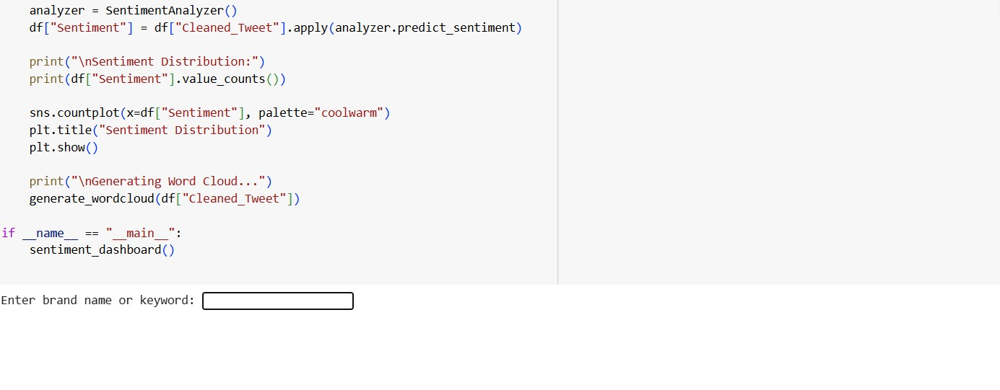 analyzer = SentimentAnalyzer()
df["Sentiment"] = df["Cleaned_Tweet"].apply(analyzer.predict_sentiment)
print("\nSentiment Distribution:")
print(df["Sentiment"].value_counts())
sns.countplot(x=df["Sentiment"], palette="coolwarm")
plt.title("Sentiment Distribution")
plt.show()
print("\nGenerating Word Cloud...")
generate_wordcloud(df["Cleaned_Tweet"])
if __name__ == "__main__":
sentiment_dashboard()
Enter brand name or keyword: